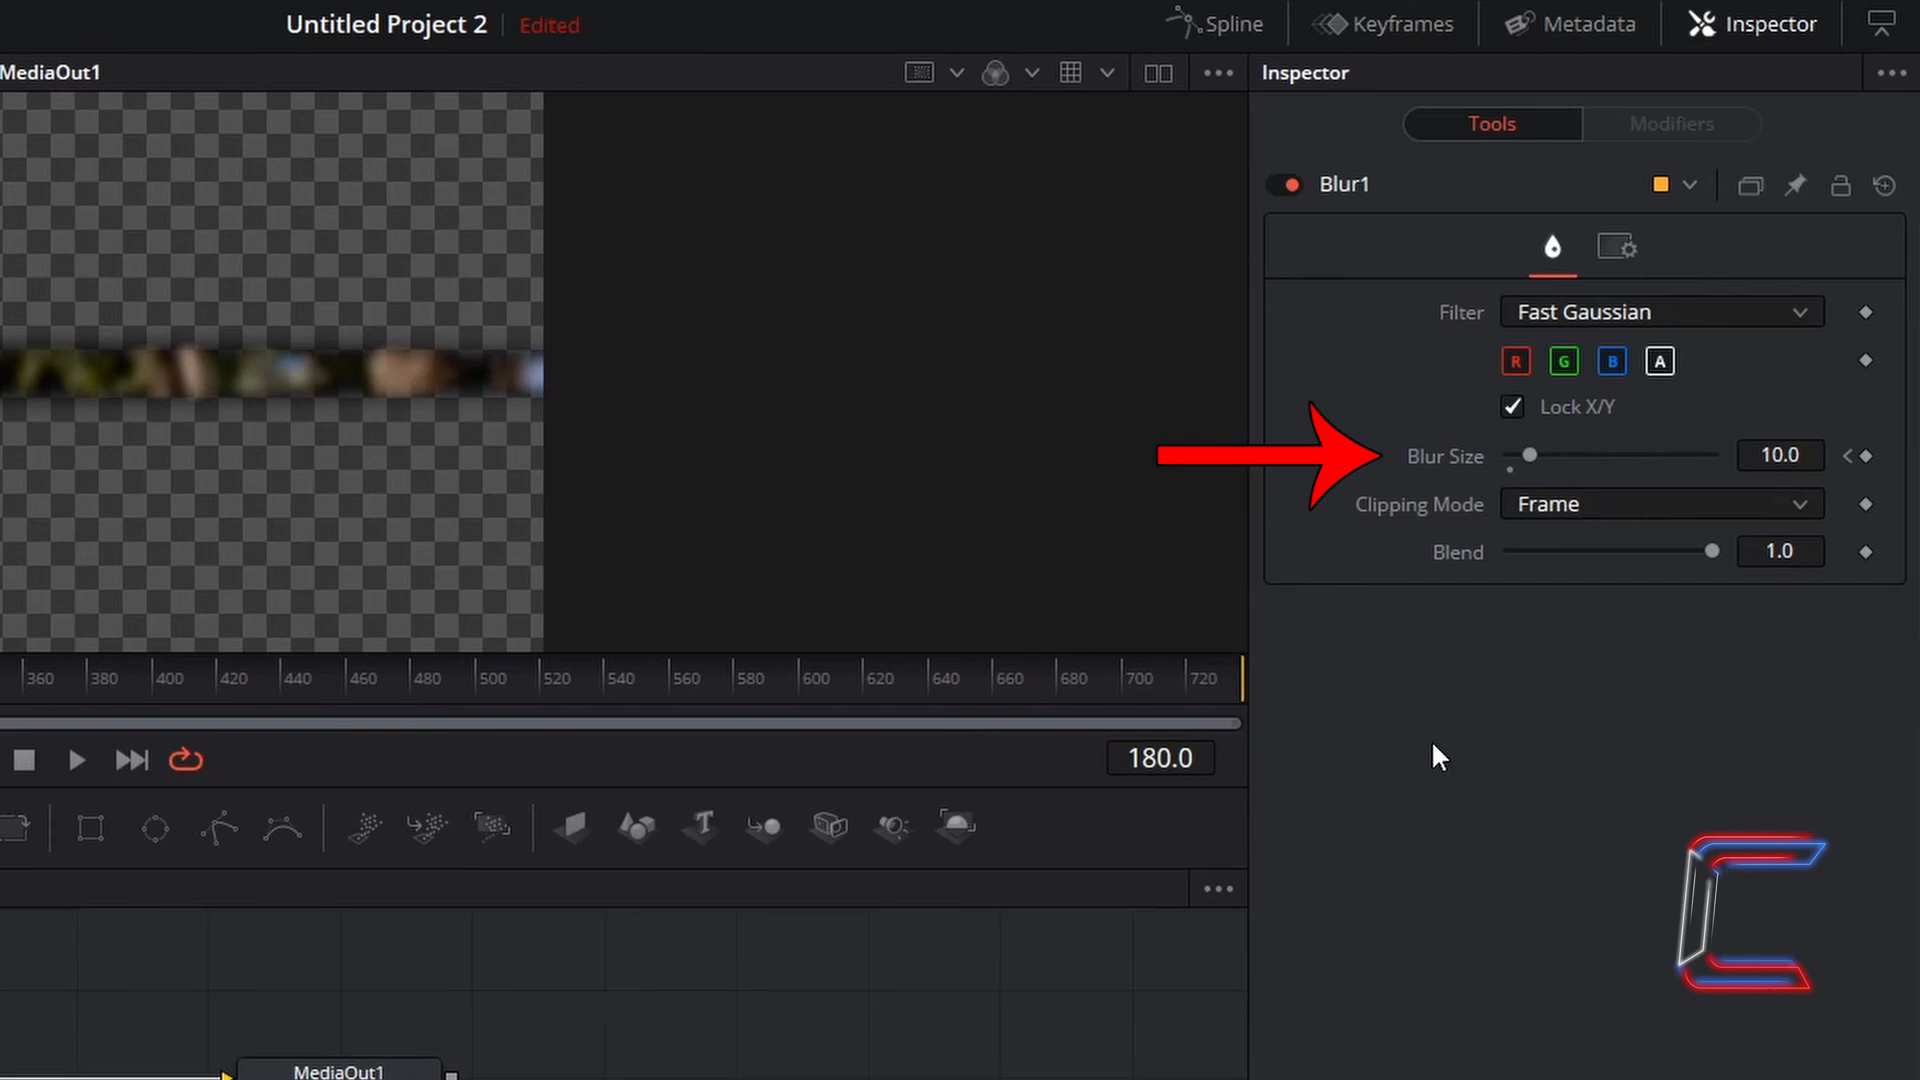 Untitled Project 2 Edited Spline Keyframes Metadata Inspector
MediaOut1 Inspector
Tools Modifiers
Blur1
Filter Fast Gaussian
R G B A
Lock X/Y
Blur Size 10.0
Clipping Mode Frame
Blend 1.0
360 380 400 420 440 460 480 500 520 540 560 580 600 620 640 660 680 700 720
180.0
T
MediaOut1